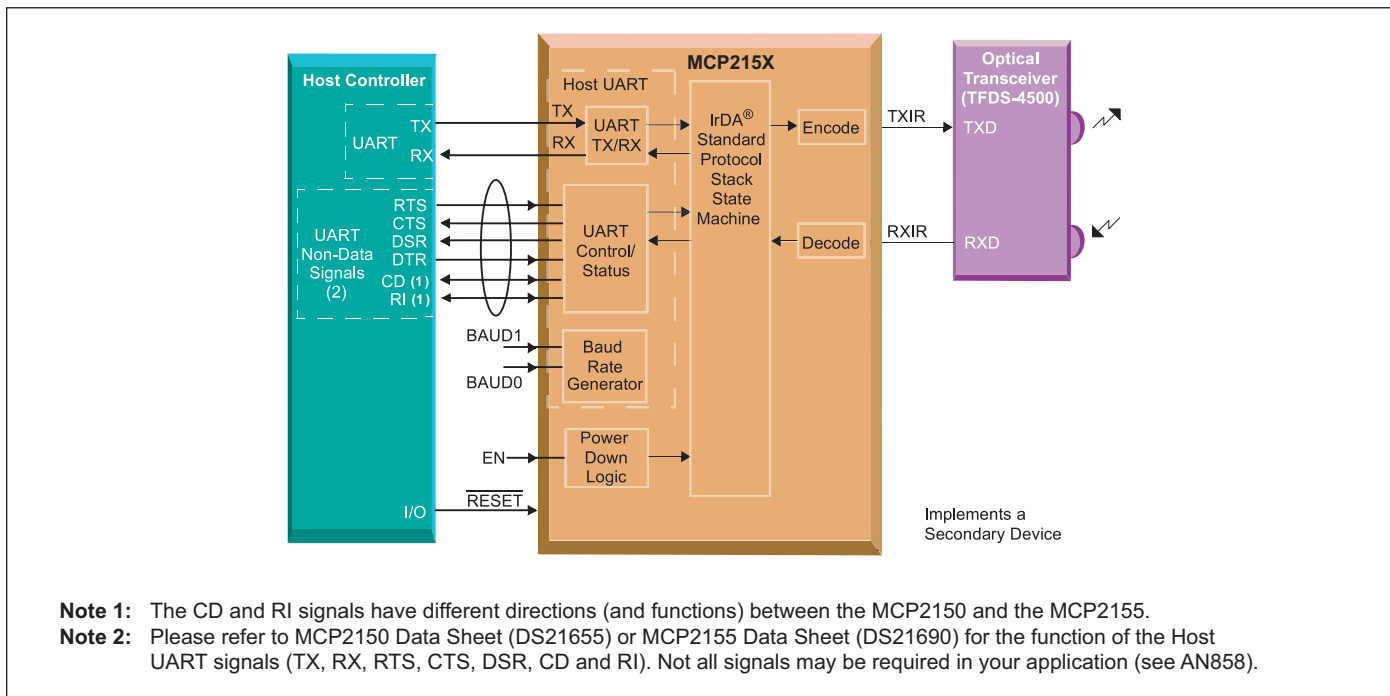 Host Controller
UART
TX
RX
UART
Non-Data
Signals
(2)
RTS
CTS
DSR
DTR
CD (1)
RI (1)
I/O
BAUD1
BAUD0
EN
RESET
MCP215X
Host UART
TX
RX
UART
TX/RX
UART
Control/
Status
Baud
Rate
Generator
Power
Down
Logic
IrDA®
Standard
Protocol
Stack
State
Machine
Encode
Decode
TXIR
RXIR
Optical
Transceiver
(TFDS-4500)
TXD
RXD
Implements a
Secondary Device
Note 1: The CD and RI signals have different directions (and functions) between the MCP2150 and the MCP2155.
Note 2: Please refer to MCP2150 Data Sheet (DS21655) or MCP2155 Data Sheet (DS21690) for the function of the Host
UART signals (TX, RX, RTS, CTS, DSR, CD and RI). Not all signals may be required in your application (see AN858).